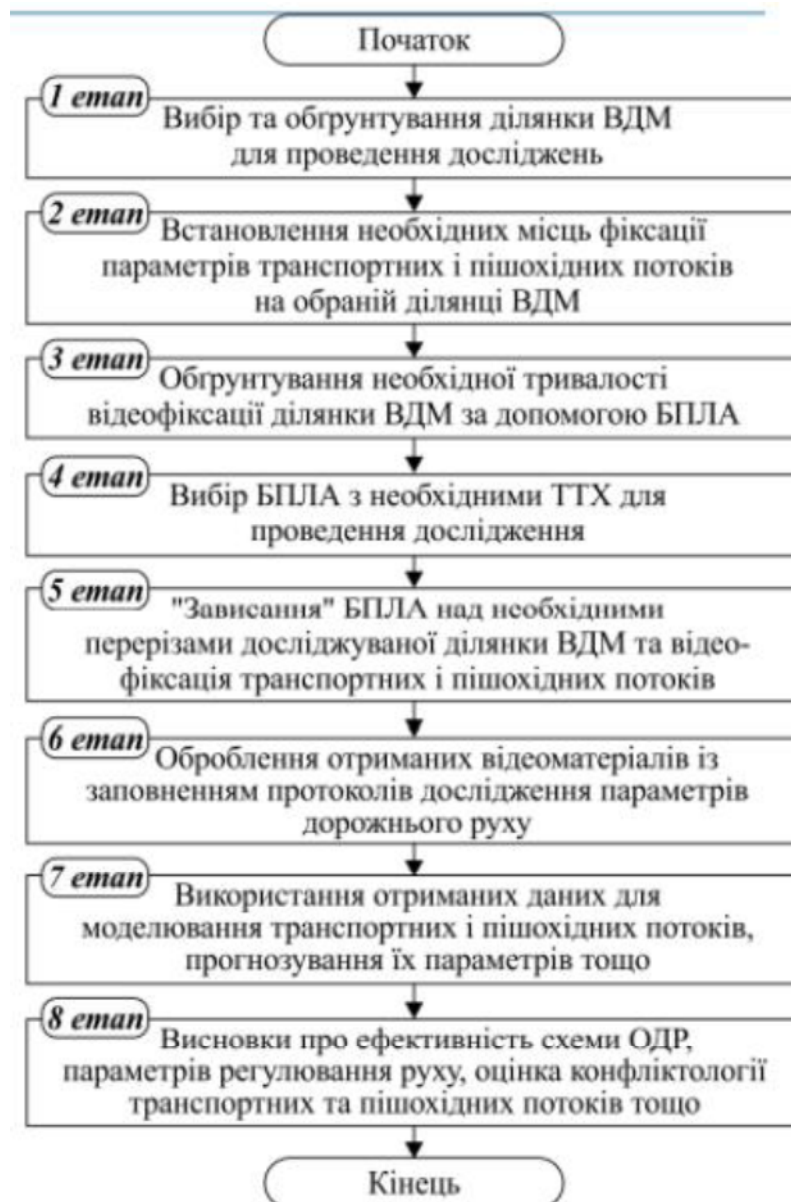 Початок
1 етап
Вибір та обґрунтування ділянки ВДМ
для проведення досліджень
2 етап
Встановлення необхідних місць фіксації
параметрів транспортних і пішохідних потоків
на обраній ділянці ВДМ
3 етап
Обґрунтування необхідної тривалості
відеофіксації ділянки ВДМ за допомогою БПЛА
4 етап
Вибір БПЛА з необхідними ТТХ для
проведення дослідження
5 етап
"Зависання" БПЛА над необхідними
перерізами досліджуваної ділянки ВДМ та відео-
фіксація транспортних і пішохідних потоків
6 етап
Оброблення отриманих відеоматеріалів із
заповненням протоколів дослідження параметрів
дорожнього руху
7 етап
Використання отриманих даних для
моделювання транспортних і пішохідних потоків,
прогнозування їх параметрів тощо
8 етап
Висновки про ефективність схеми ОДР,
параметрів регулювання руху, оцінка конфліктології
транспортних та пішохідних потоків тощо
Кінець